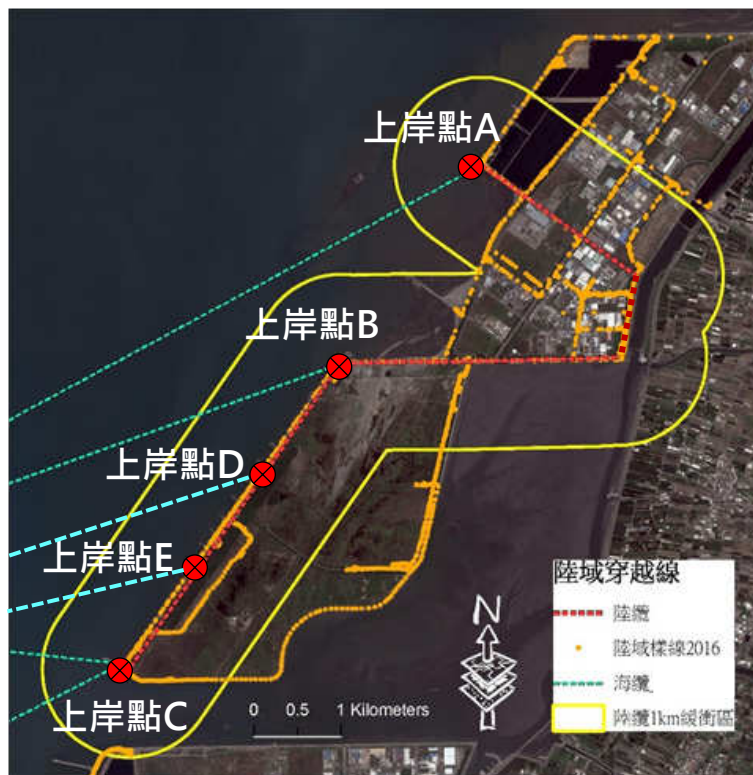 上岸點A
上岸點B
上岸點D
上岸點E
上岸點C
N
0 0.5 1 Kilometers
陸域穿越線
陸纜
陸域樣線2016
海纜
陸纜1km緩衝區